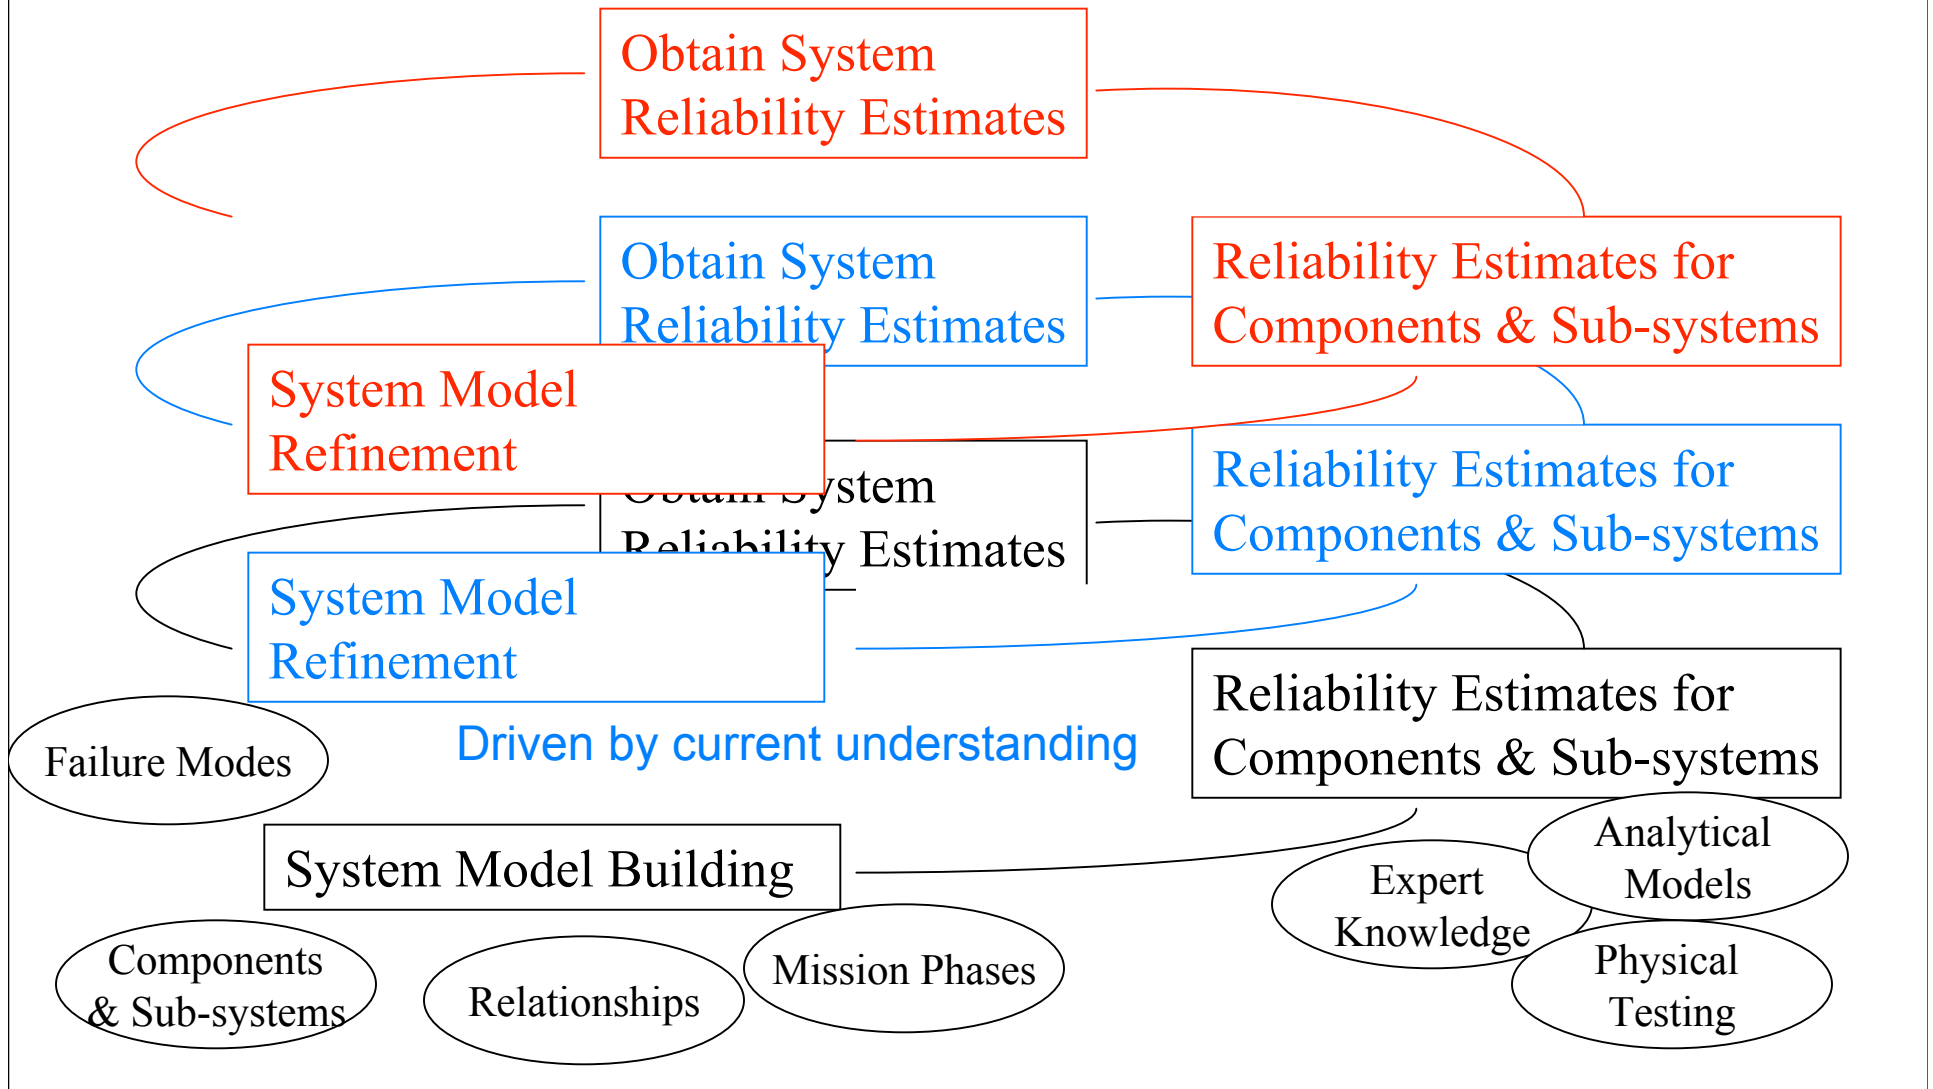 Obtain System
Reliability Estimates
Obtain System
Reliability Estimates
Reliability Estimates for
Components & Sub-systems
System Model
Refinement
Obtain System
Reliability Estimates
Reliability Estimates for
Components & Sub-systems
System Model
Refinement
Reliability Estimates for
Components & Sub-systems
Failure Modes
Driven by current understanding
System Model Building
Analytical
Models
Expert
Knowledge
Components
& Sub-systems
Relationships
Mission Phases
Physical
Testing